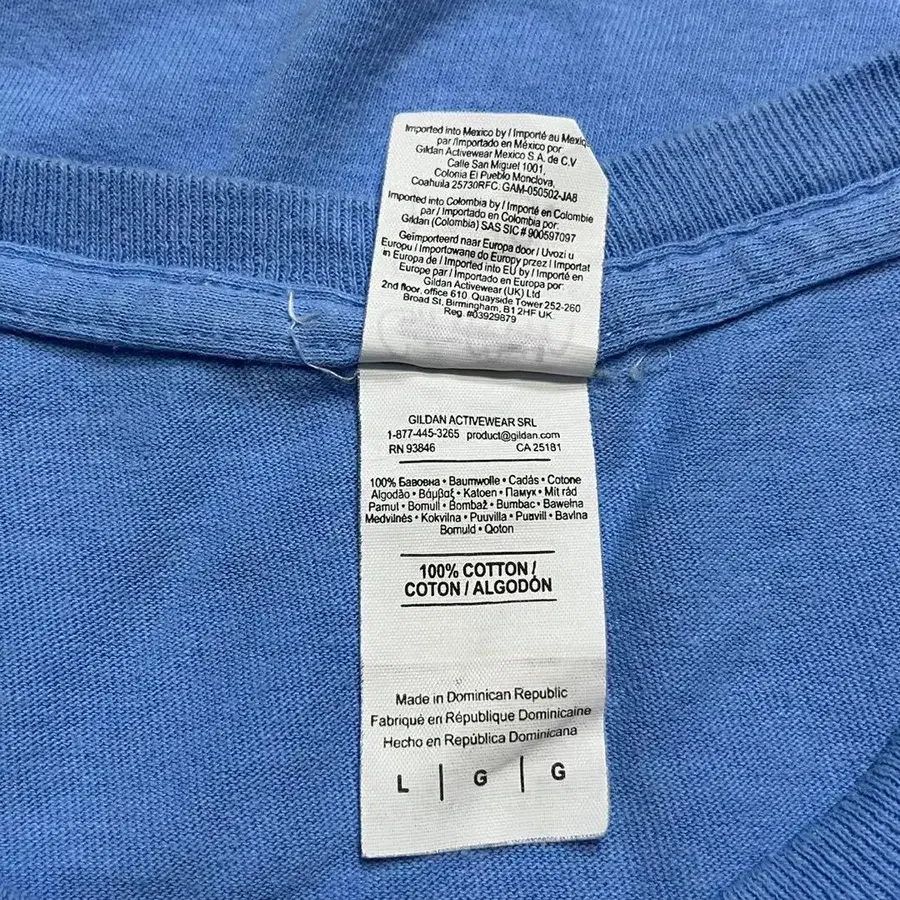 Imported into Mexico by / Importé au Mexiq
par /Importado en México por
Gildan Activewear Mexico S.A. de C.V
Calle San Miguel 1001,
Colonia El Pueblo Monclova,
Coahuila 25730RFC: GAM-050502-JA8
Imported into Colombia by / Importé en Colombie
par / Importado en Colombia por:
Gildan (Colombia) SAS SIC # 900597097
Geïmporteerd naar Europa door / Uvozi u
Europu / Importowane do Europy przez / Importat
in Europa de / Imported into EU by / Importé en
Europe par / Importado en Europa por:
Gildan Activewear (UK) Ltd
2nd floor, office 610 Quayside Tower 252-260
Broad St, Birmingham, B1 2HF UK
Reg. #03929879
GILDAN ACTIVEWEAR SRL
1-877-445-3265 product@gildan.com
RN 93846 CA 25181
100% Бавовна • Baumwolle • Cadás • Cotone
Algodão • Βάμβαξ • Katoen • Памук • Mit rád
Pamul • Bomull • Bombaž • Bumbac • Bawełna
Medvilnės • Kokvilna • Puuvilla • Puuvill • Bavlna
Bomuld • Qoton
100% COTTON /
COTON / ALGODÓN
Made in Dominican Republic
Fabriqué en République Dominicaine
Hecho en República Dominicana
L | G | G